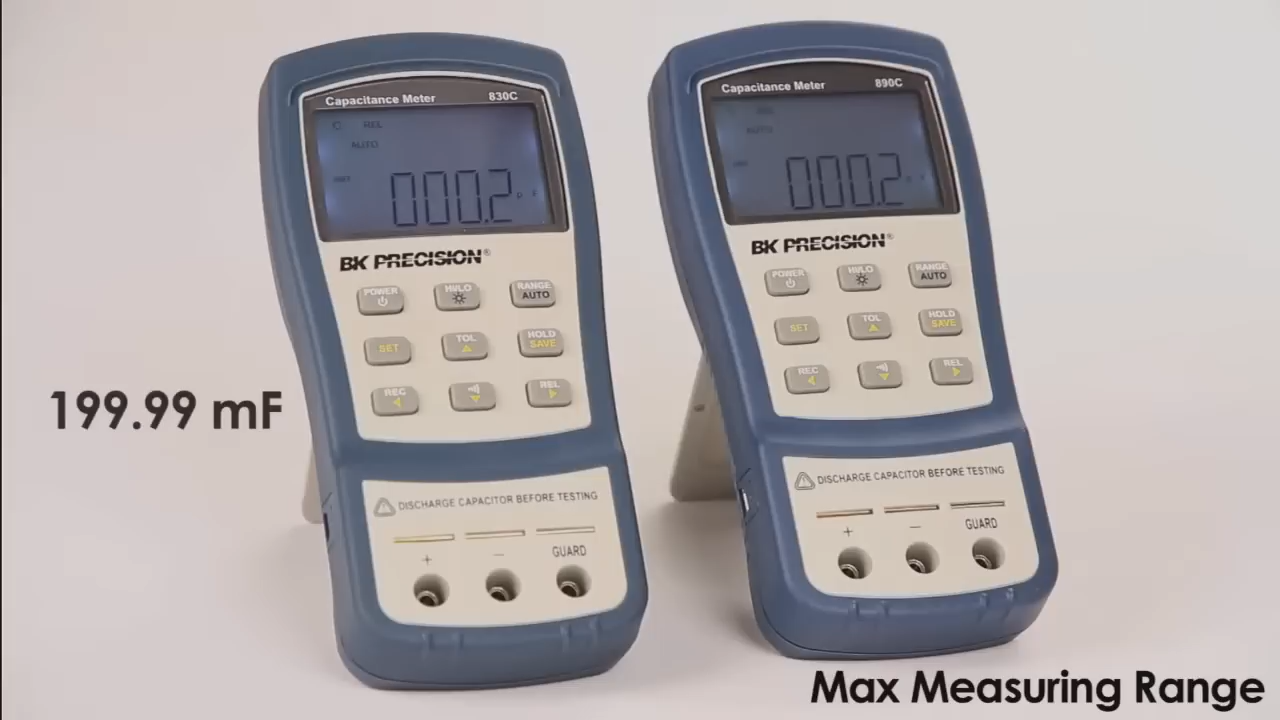 Capacitance Meter 830C
REL
AUTO
000.2
BK PRECISION®
POWER HI/LO RANGE
AUTO
SET TOL HOLD
SAVE
REC REL
DISCHARGE CAPACITOR BEFORE TESTING
+ − GUARD
Capacitance Meter 890C
AUTO
000.2
BK PRECISION®
POWER HI/LO RANGE
AUTO
SET TOL HOLD
SAVE
REC REL
DISCHARGE CAPACITOR BEFORE TESTING
+ − GUARD
199.99 mF
Max Measuring Range